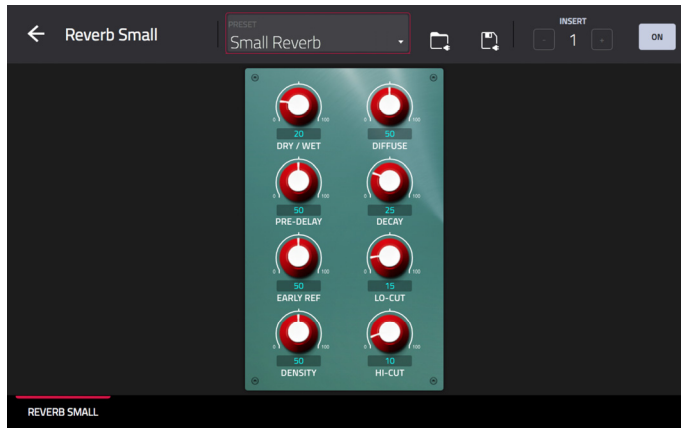 Reverb Small
PRESET
Small Reverb
INSERT
- 1 +
ON
0 100 0 100
20 50
DRY / WET DIFFUSE
0 100 0 100
50 25
PRE-DELAY DECAY
0 100 0 100
50 15
EARLY REF LO-CUT
0 100 0 100
50 10
DENSITY HI-CUT
REVERB SMALL